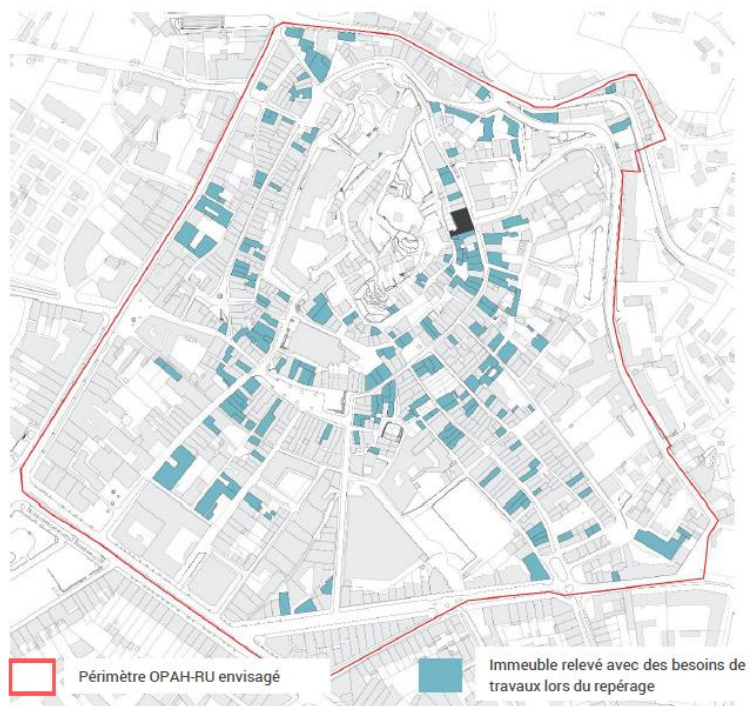 Périmètre OPAH-RU envisagé
Immeuble relevé avec des besoins de
travaux lors du repérage